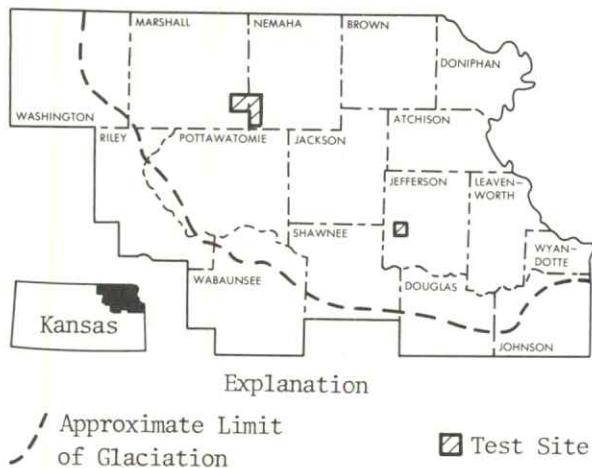 MARSHALL
NEMAHA
BROWN
DONIPHAN
WASHINGTON
ATCHISON
RILEY
POTTAWATOMIE
JACKSON
JEFFERSON
LEAVEN-
WORTH
SHAWNEE
WYAN-
DOTTE
WABAUNSEE
DOUGLAS
JOHNSON
Kansas
Explanation
Approximate Limit
of Glaciation
Test Site